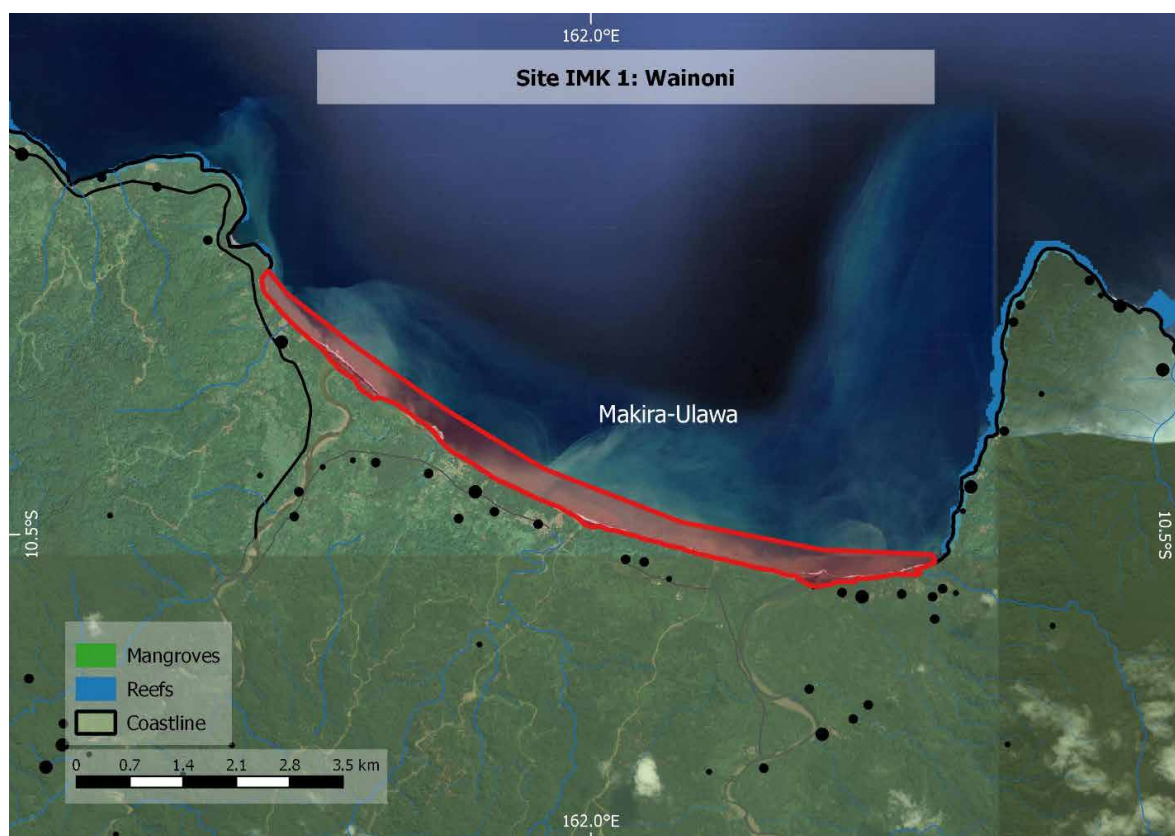 162.0°E
Site IMK 1: Wainoni
Makira-Ulawa
10.5°S
10.5°S
Mangroves
Reefs
Coastline
0 0.7 1.4 2.1 2.8 3.5 km
162.0°E